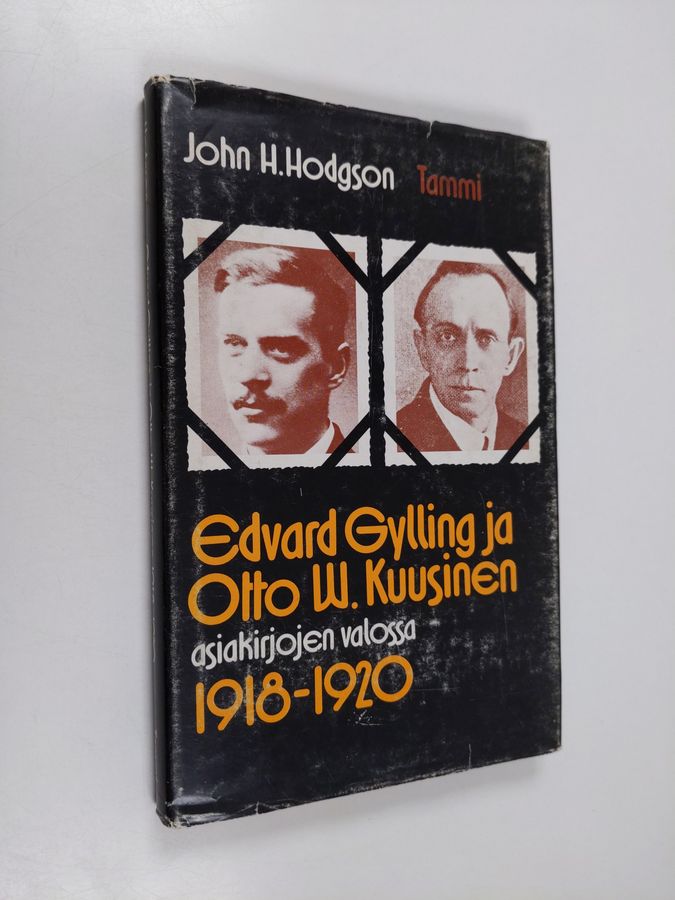 John H. Hodgson Tammi
Edvard Gylling ja
Otto W. Kuusinen
asiakirjojen valossa
1918-1920